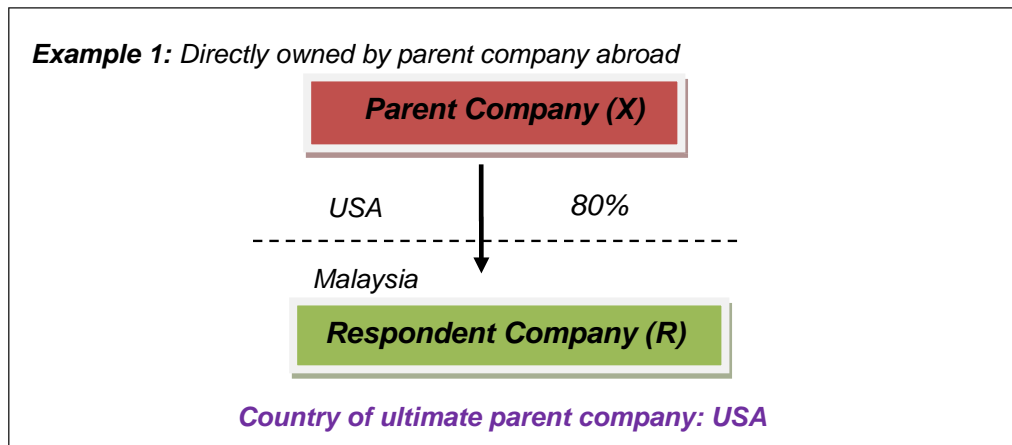 Example 1: Directly owned by parent company abroad
Parent Company (X)
USA 80%
Malaysia
Respondent Company (R)
Country of ultimate parent company: USA